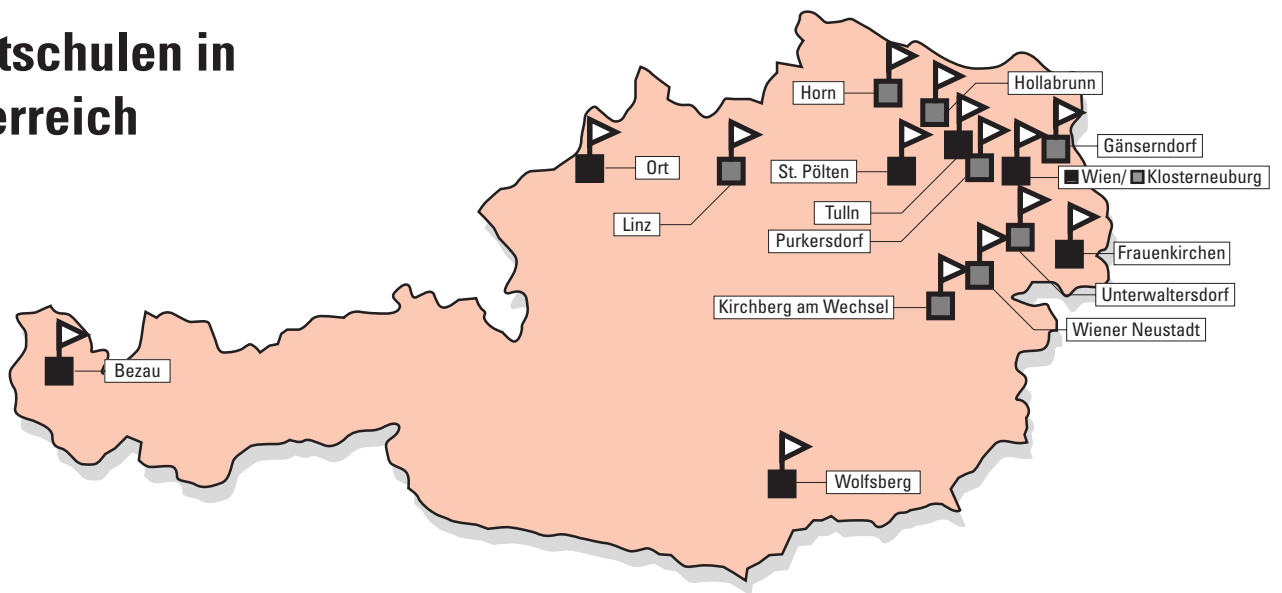 tschulen in
erreich
Horn
Hollabrunn
Gänserndorf
Ort
St. Pölten
Wien/ Klosterneuburg
Linz
Tulln
Purkersdorf
Frauenkirchen
Unterwaltersdorf
Kirchberg am Wechsel
Wiener Neustadt
Bezau
Wolfsberg